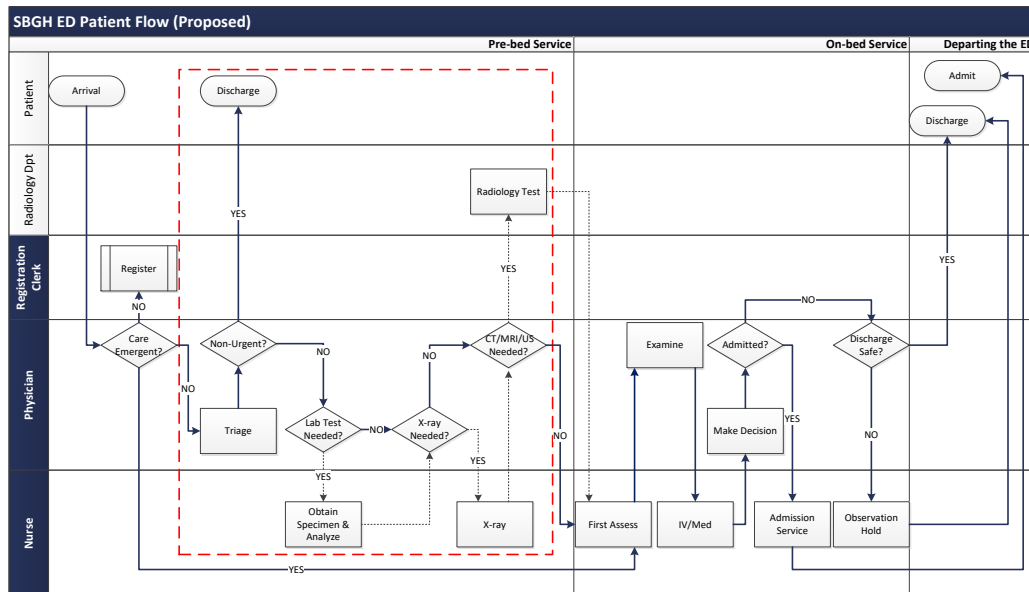 SBGH ED Patient Flow (Proposed)
Pre-bed Service
On-bed Service
Departing the ED
Patient
Arrival
Discharge
Admit
Discharge
YES
Radiology Dpt
Radiology Test
Registration
Clerk
Register
NO
YES
YES
NO
Physician
Care
Emergent?
NO
Non-Urgent?
NO
Triage
Lab Test
Needed?
NO
X-ray
Needed?
NO
CT/MRI/US
Needed?
NO
YES
YES
Examine
Admitted?
Make Decision
YES
Discharge
Safe?
NO
Nurse
Obtain
Specimen &
Analyze
X-ray
First Assess
IV/Med
Admission
Service
Observation
Hold
YES